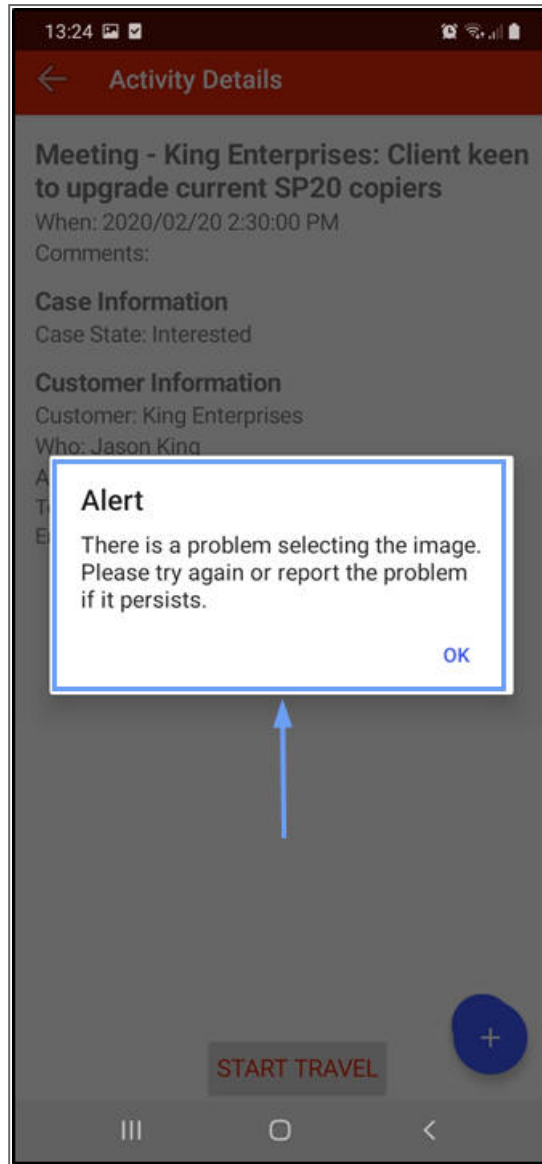 13:24
Activity Details
Meeting - King Enterprises: Client keen
to upgrade current SP20 copiers
When: 2020/02/20 2:30:00 PM
Comments:
Case Information
Case State: Interested
Customer Information
Customer: King Enterprises
Who: Jason King
Alert
There is a problem selecting the image.
Please try again or report the problem
if it persists.
OK
START TRAVEL